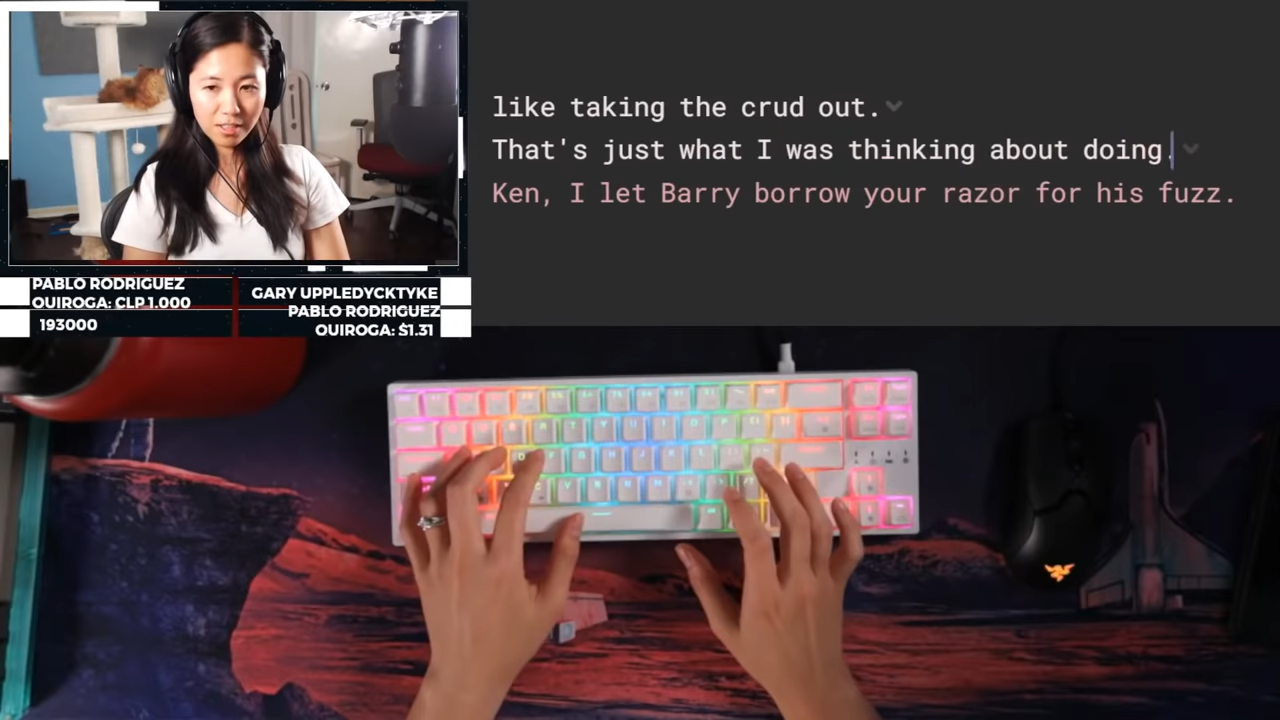 like taking the crud out.
That's just what I was thinking about doing.
Ken, I let Barry borrow your razor for his fuzz.
PABLO RODRIGUEZ
QUIROGA: CLP 1.000
193000
GARY UPPLEDYCKTYKE
PABLO RODRIGUEZ
QUIROGA: $1.31